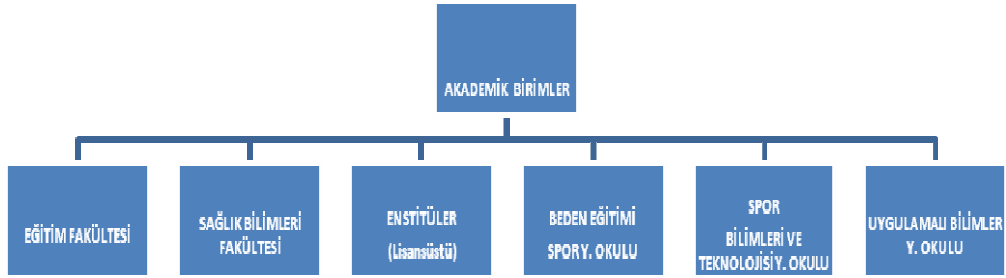 AKADEMİK BİRİMLER
EĞİTİM FAKÜLTESİ
SAĞLIK BİLİMLERİ
FAKÜLTESİ
ENSTİTÜLER
(Lisansüstü)
BEDEN EĞİTİMİ
SPOR Y. OKULU
SPOR
BİLİMLERİ VE
TEKNOLOJİSİ Y. OKULU
UYGULAMALI BİLİMLER
Y. OKULU